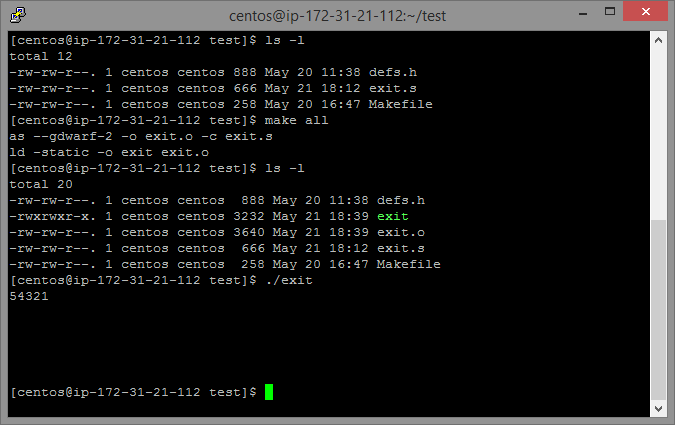 centos@ip-172-31-21-112:~/test
[centos@ip-172-31-21-112 test]$ ls -l
total 12
-rw-rw-r--. 1 centos centos 888 May 20 11:38 defs.h
-rw-rw-r--. 1 centos centos 666 May 21 18:12 exit.s
-rw-rw-r--. 1 centos centos 258 May 20 16:47 Makefile
[centos@ip-172-31-21-112 test]$ make all
as --gdwarf-2 -o exit.o -c exit.s
ld -static -o exit exit.o
[centos@ip-172-31-21-112 test]$ ls -l
total 20
-rw-rw-r--. 1 centos centos  888 May 20 11:38 defs.h
-rwxrwxr-x. 1 centos centos 3232 May 21 18:39 exit
-rw-rw-r--. 1 centos centos 3640 May 21 18:39 exit.o
-rw-rw-r--. 1 centos centos  666 May 21 18:12 exit.s
-rw-rw-r--. 1 centos centos  258 May 20 16:47 Makefile
[centos@ip-172-31-21-112 test]$ ./exit
54321
[centos@ip-172-31-21-112 test]$